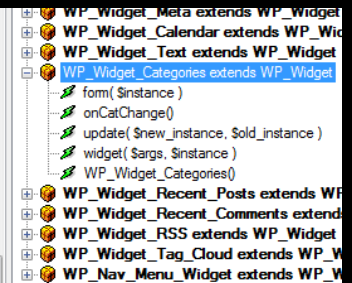 WP_Widget_Meta extends WP_Widget
WP_Widget_Calendar extends WP_Wid
WP_Widget_Text extends WP_Widget
WP_Widget_Categories extends WP_Widget
form( $instance )
onCatChange()
update( $new_instance, $old_instance )
widget( $args, $instance )
WP_Widget_Categories()
WP_Widget_Recent_Posts extends WP
WP_Widget_Recent_Comments extends
WP_Widget_RSS extends WP_Widget
WP_Widget_Tag_Cloud extends WP_W
WP_Nav_Menu_Widget extends WP_W